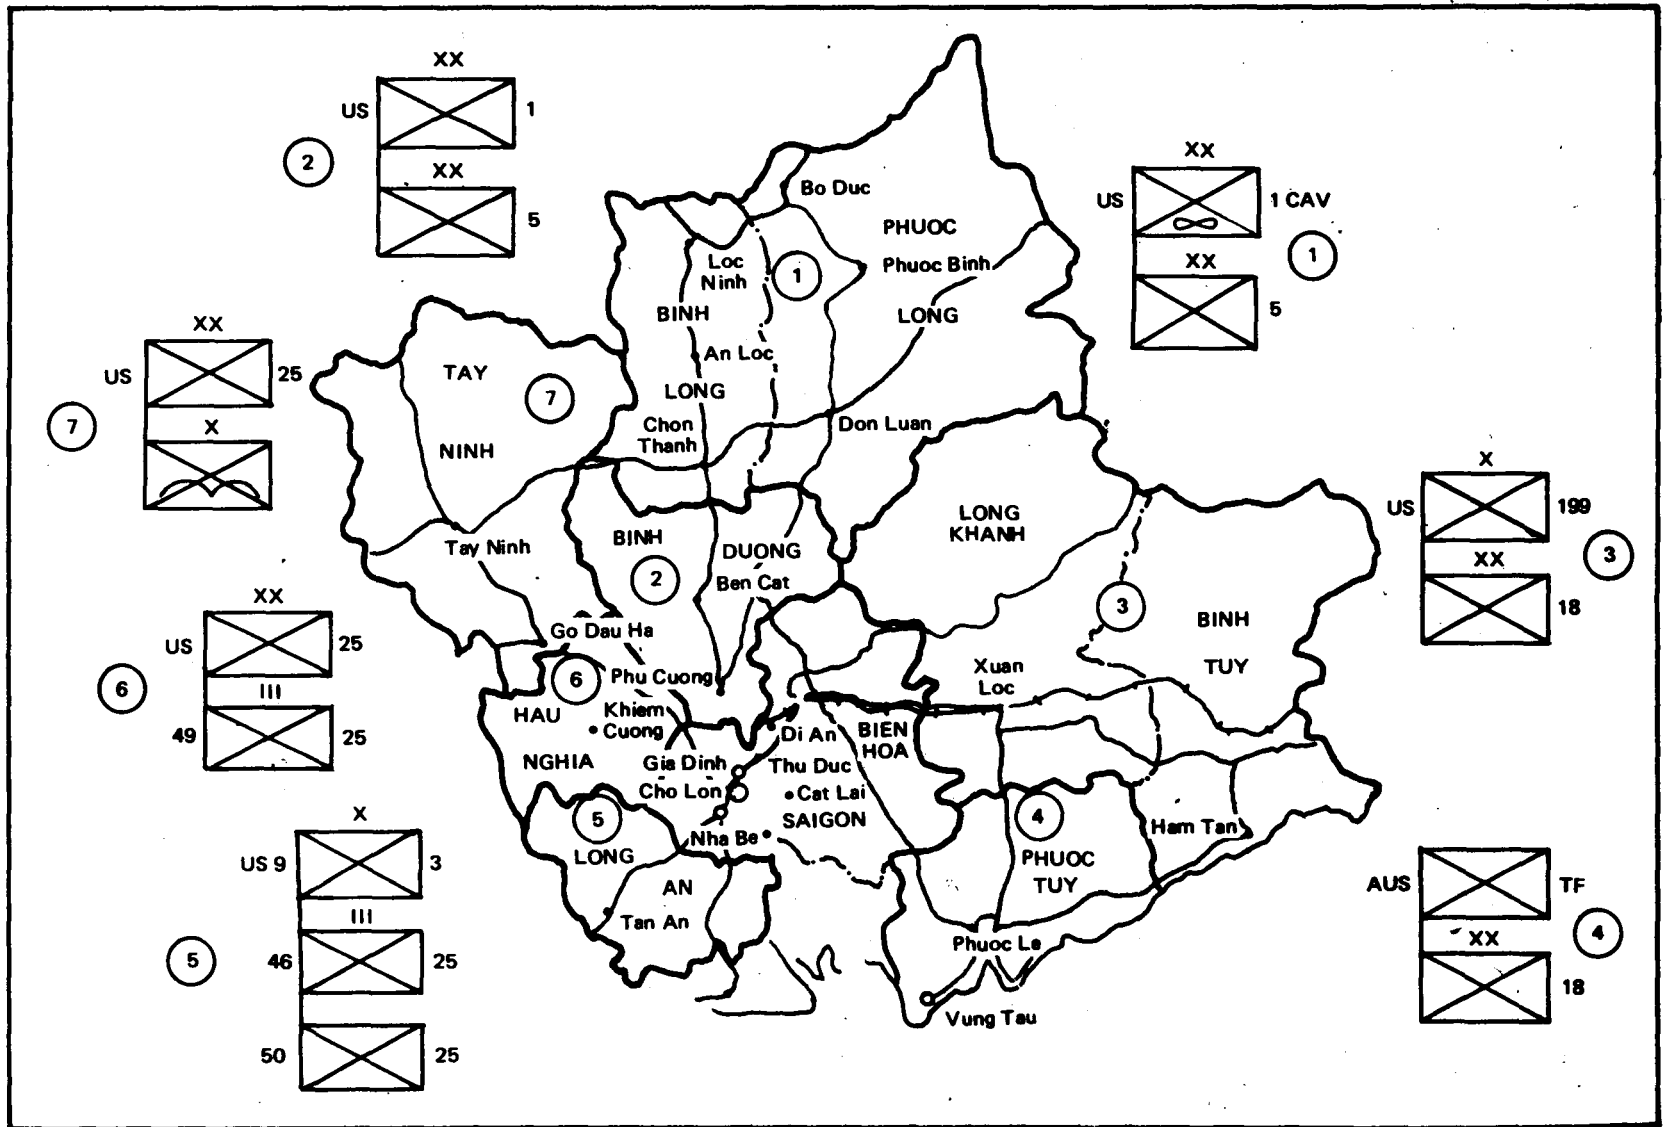 XX
US
1
2
XX
5
XX
US
1 CAV
1
XX
5
XX
US
25
7
X
XX
US
25
6
III
49
25
X
US 9
3
III
46
25
5
50
25
X
US
199
3
XX
18
AUS
TF
4
XX
18
Bo Duc
PHUOC
Phuoc Binh
LONG
Loc
Ninh
1
BINH
An Loc
LONG
Chon
Thanh
Don Luan
TAY
7
NINH
Tay Ninh
BINH
2
DUONG
Ben Cat
LONG
KHANH
3
BINH
TUY
Xuan
Loc
Go Dau Ha
6
Phu Cuong
HAU
Khiem
Cuong
NGHIA
Di An
BIEN
HOA
Gia Dinh
Thu Duc
Cho Lon
Cat Lai
SAIGON
5
Nha Be
LONG
AN
Tan An
4
PHUOC
TUY
Ham Tan
Phuoc Le
Vung Tau